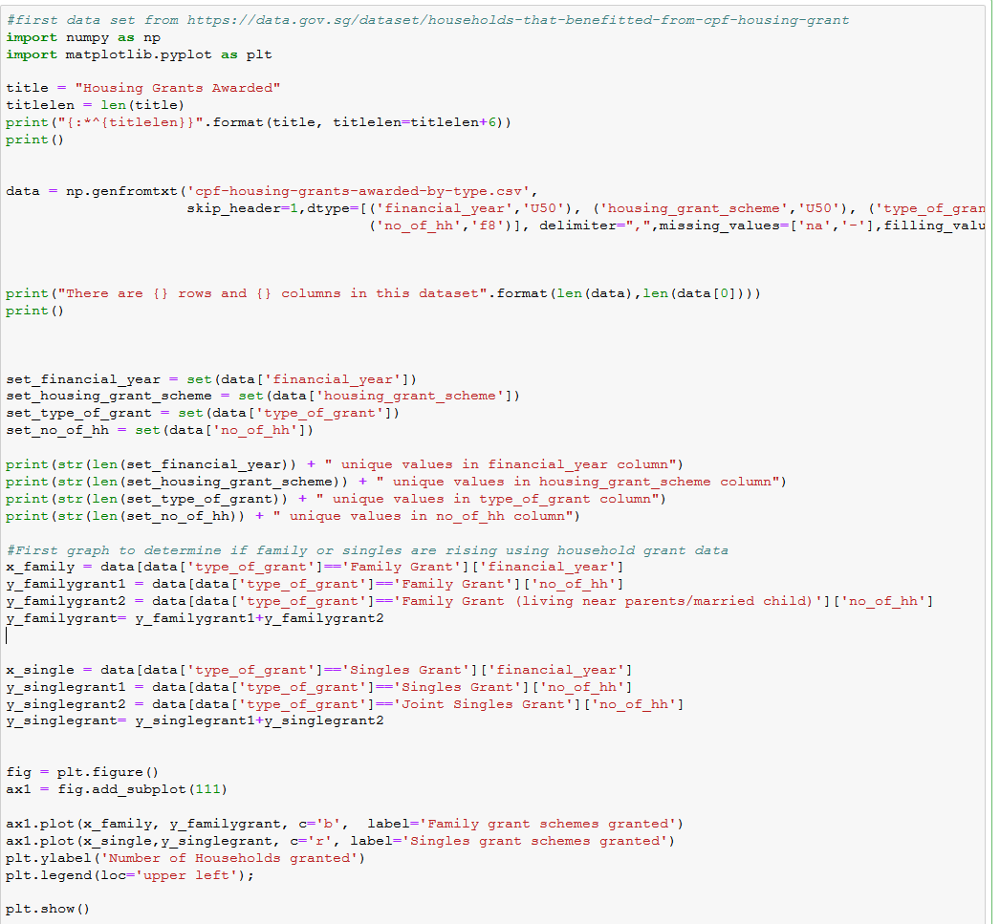 #first data set from https://data.gov.sg/dataset/households-that-benefitted-from-cpf-housing-grant
import numpy as np
import matplotlib.pyplot as plt
title = "Housing Grants Awarded"
titlelen = len(title)
print("{:*^{titlelen}}".format(title, titlelen=titlelen+6))
print()
data = np.genfromtxt('cpf-housing-grants-awarded-by-type.csv',
skip_header=1,dtype=[('financial_year','U50'), ('housing_grant_scheme','U50'), ('type_of_gran
('no_of_hh','f8')], delimiter=",",missing_values=['na','-'],filling_valu
print("There are {} rows and {} columns in this dataset".format(len(data),len(data[0])))
print()
set_financial_year = set(data['financial_year'])
set_housing_grant_scheme = set(data['housing_grant_scheme'])
set_type_of_grant = set(data['type_of_grant'])
set_no_of_hh = set(data['no_of_hh'])
print(str(len(set_financial_year)) + " unique values in financial_year column")
print(str(len(set_housing_grant_scheme)) + " unique values in housing_grant_scheme column")
print(str(len(set_type_of_grant)) + " unique values in type_of_grant column")
print(str(len(set_no_of_hh)) + " unique values in no_of_hh column")
#First graph to determine if family or singles are rising using household grant data
x_family = data[data['type_of_grant']=='Family Grant']['financial_year']
y_familygrant1 = data[data['type_of_grant']=='Family Grant']['no_of_hh']
y_familygrant2 = data[data['type_of_grant']=='Family Grant (living near parents/married child)']['no_of_hh']
y_familygrant= y_familygrant1+y_familygrant2
x_single = data[data['type_of_grant']=='Singles Grant']['financial_year']
y_singlegrant1 = data[data['type_of_grant']=='Singles Grant']['no_of_hh']
y_singlegrant2 = data[data['type_of_grant']=='Joint Singles Grant']['no_of_hh']
y_singlegrant= y_singlegrant1+y_singlegrant2
fig = plt.figure()
ax1 = fig.add_subplot(111)
ax1.plot(x_family, y_familygrant, c='b',  label='Family grant schemes granted')
ax1.plot(x_single,y_singlegrant, c='r', label='Singles grant schemes granted')
plt.ylabel('Number of Households granted')
plt.legend(loc='upper left');
plt.show()